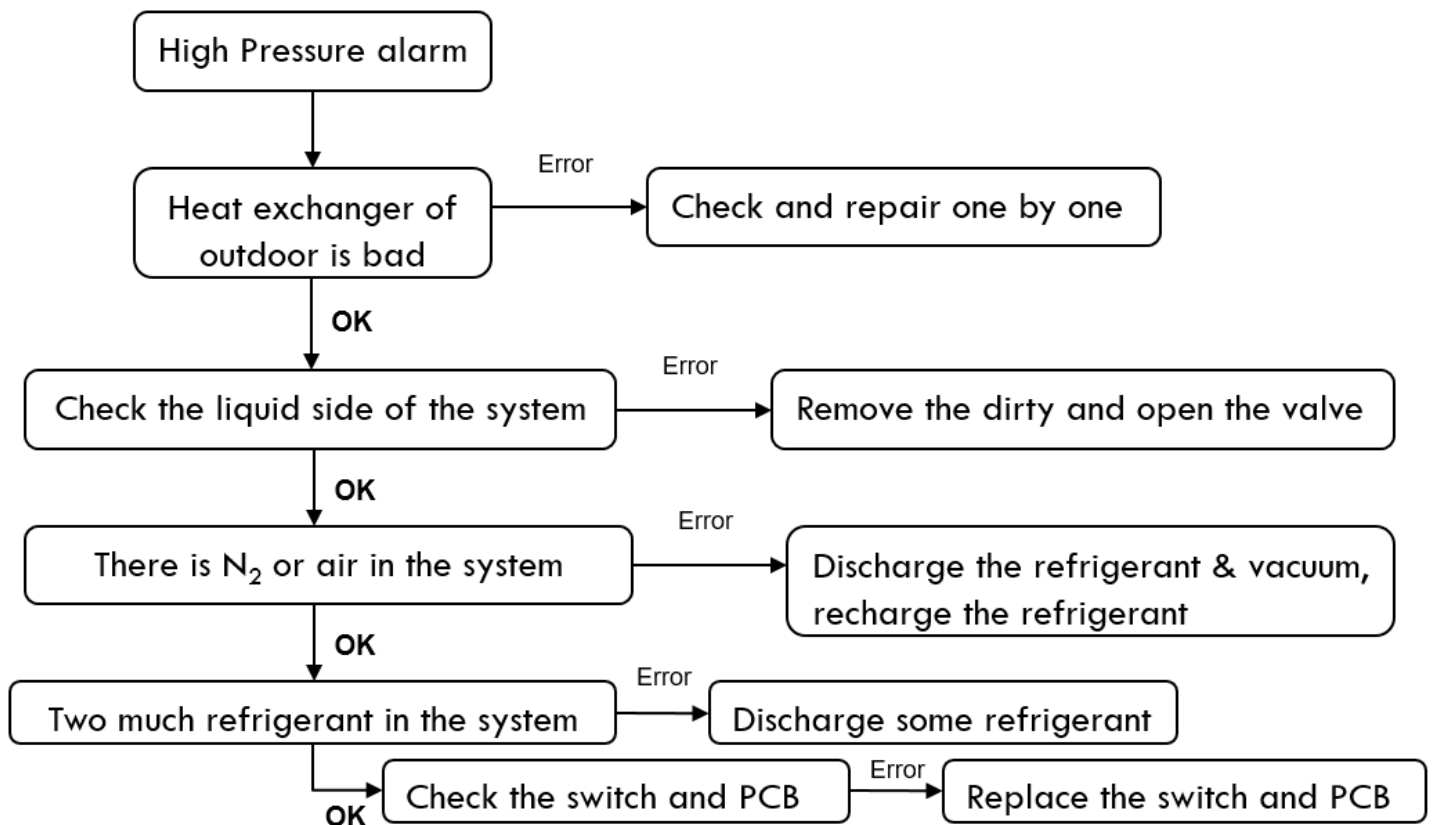 High Pressure alarm
Error
Heat exchanger of
outdoor is bad
Check and repair one by one
OK
Error
Check the liquid side of the system
Remove the dirty and open the valve
OK
Error
There is N₂ or air in the system
Discharge the refrigerant & vacuum,
recharge the refrigerant
OK
Error
Two much refrigerant in the system
Discharge some refrigerant
OK
Check the switch and PCB
Error
Replace the switch and PCB